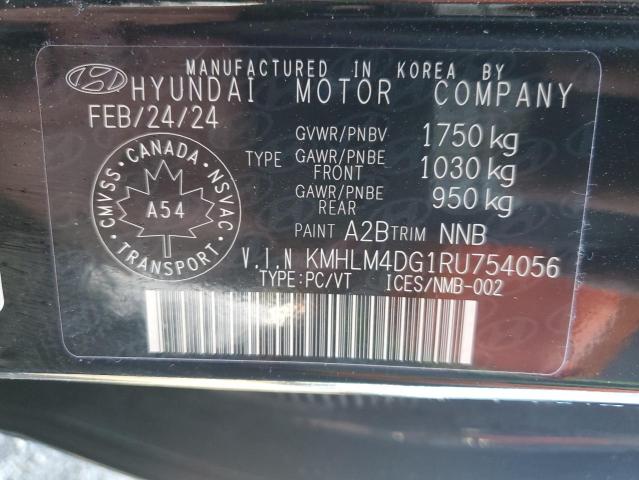 MANUFACTURED IN KOREA BY
HYUNDAI MOTOR COMPANY
FEB/24/24
GVWR/PNBV 1750 kg
TYPE GAWR/PNBE FRONT 1030 kg
GAWR/PNBE REAR 950 kg
PAINT A2B TRIM NNB
CMVSS CANADA NSVAC
A54
TRANSPORT
V.I.N KMHLM4DG1RU754056
TYPE:PC/VT ICES/NMB-002